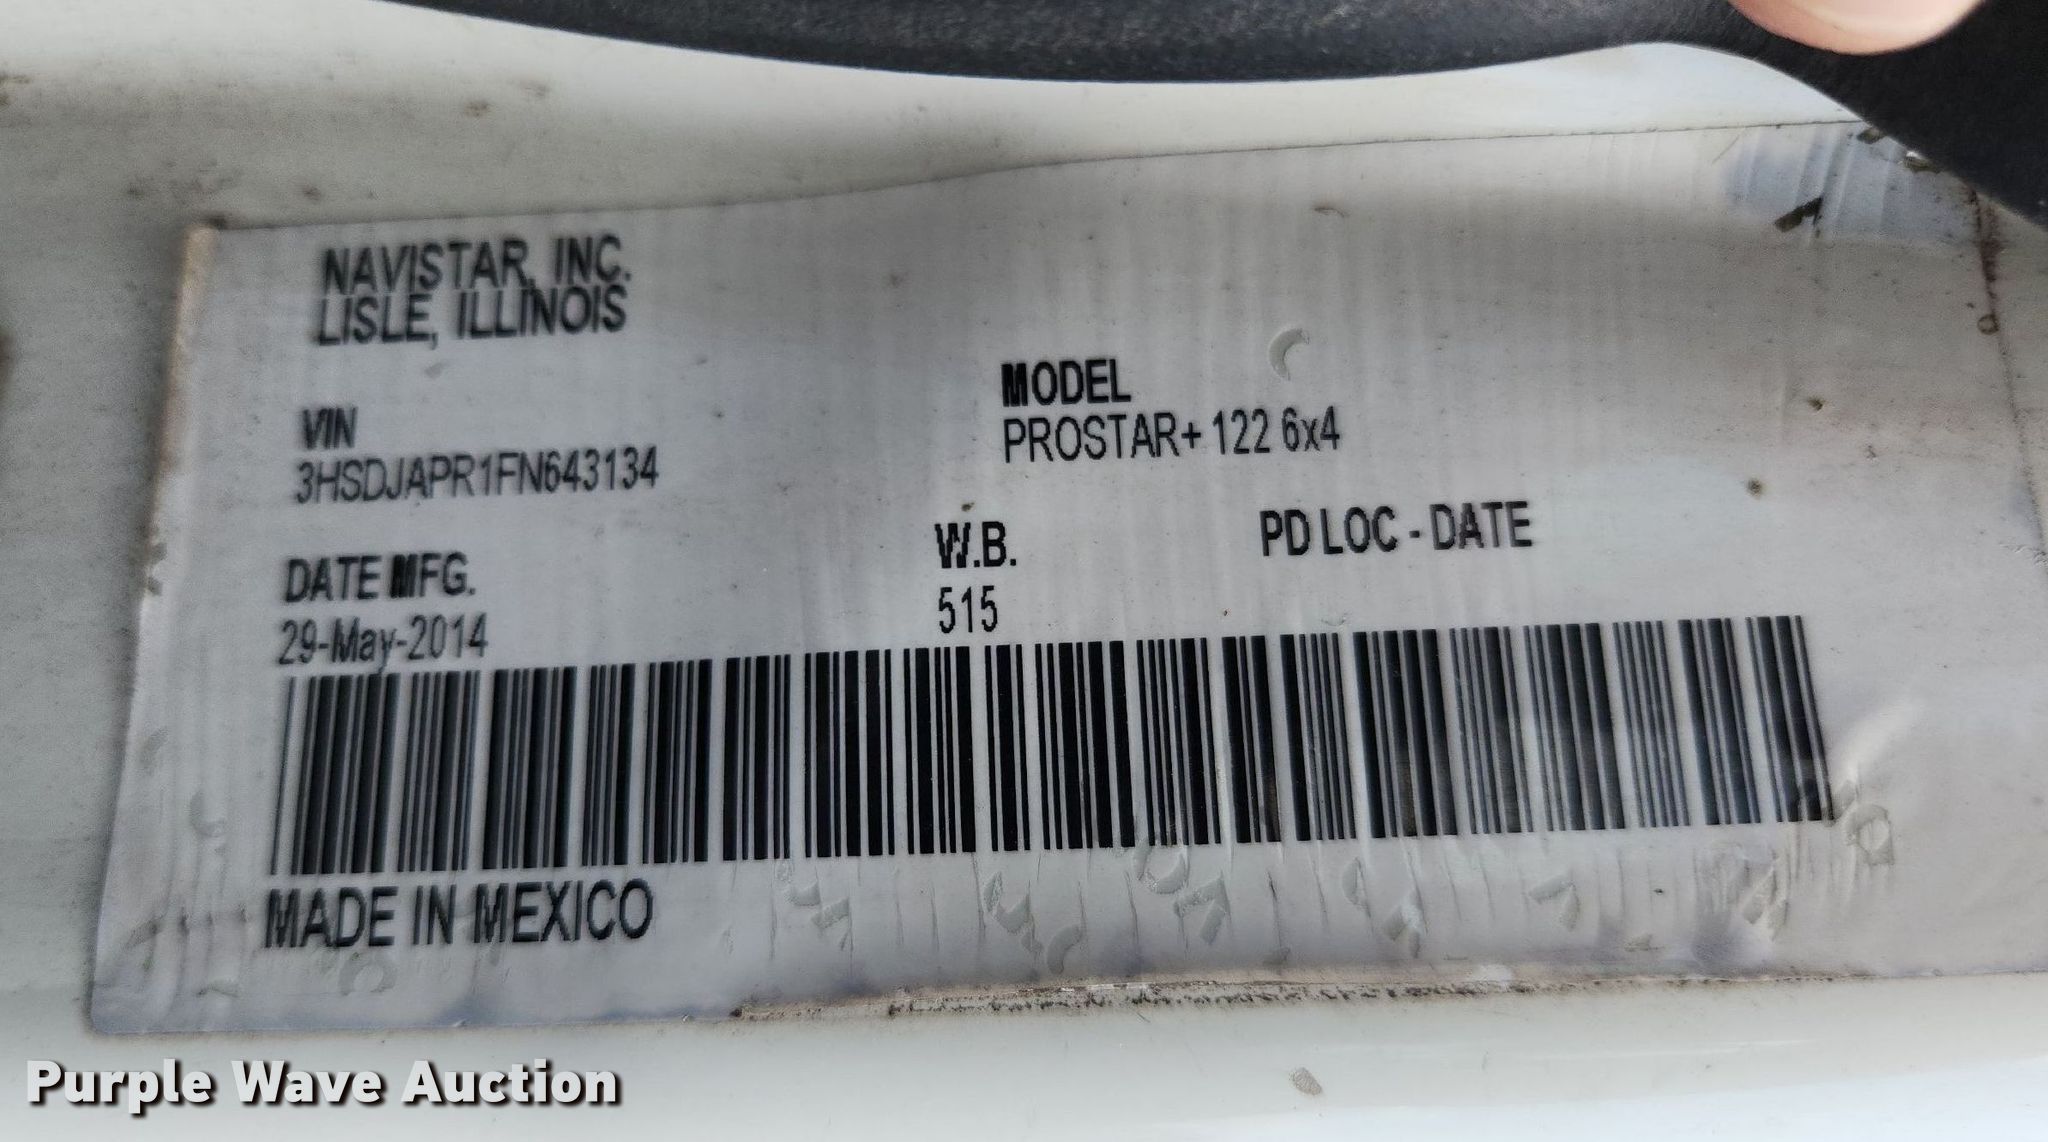 NAVISTAR, INC.
LISLE, ILLINOIS
VIN
3HSDJAPR1FN643134
MODEL
PROSTAR+ 122 6x4
DATE MFG.
29-May-2014
W.B.
515
PD LOC - DATE
MADE IN MEXICO
Purple Wave Auction